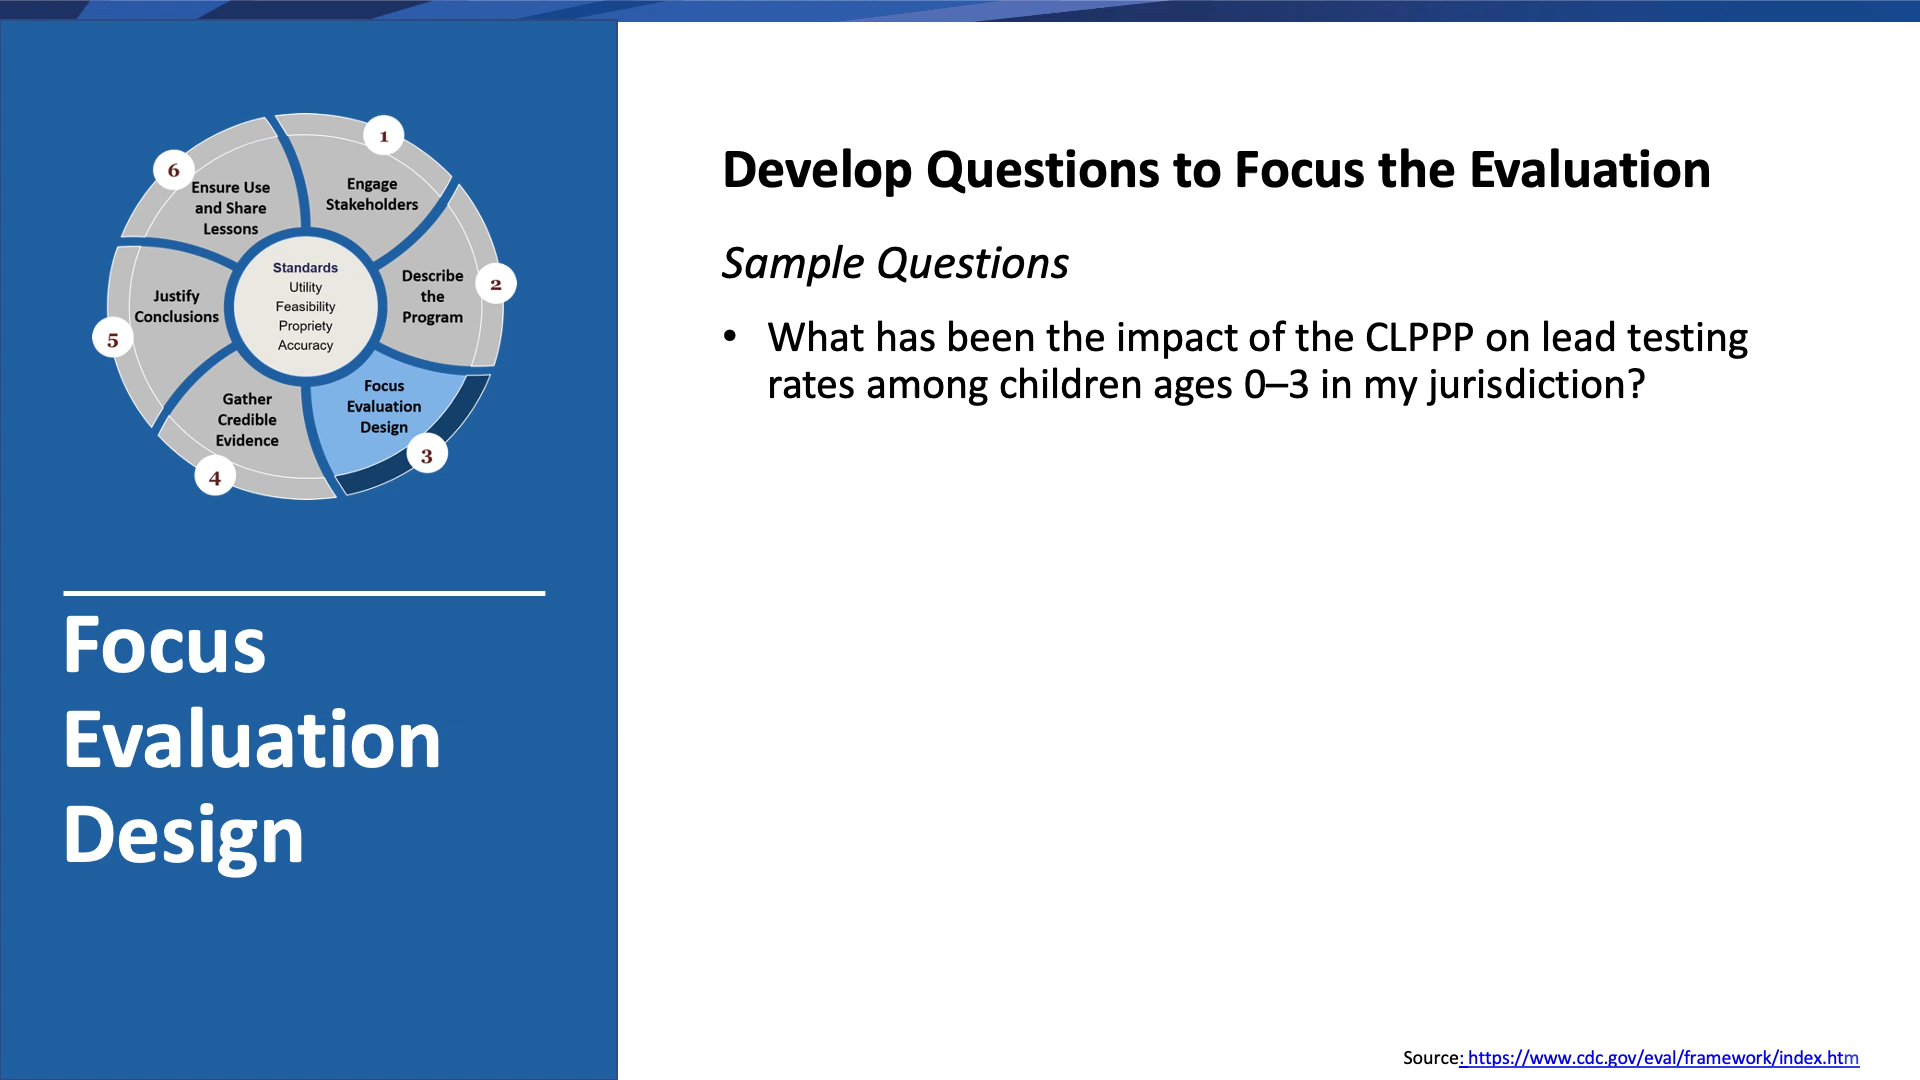 1
Engage
Stakeholders
2
Describe
the
Program
3
Focus
Evaluation
Design
4
Gather
Credible
Evidence
5
Justify
Conclusions
6
Ensure Use
and Share
Lessons
Standards
Utility
Feasibility
Propriety
Accuracy
Focus
Evaluation
Design
Develop Questions to Focus the Evaluation
Sample Questions
• What has been the impact of the CLPPP on lead testing
rates among children ages 0–3 in my jurisdiction?
Source: https://www.cdc.gov/eval/framework/index.htm